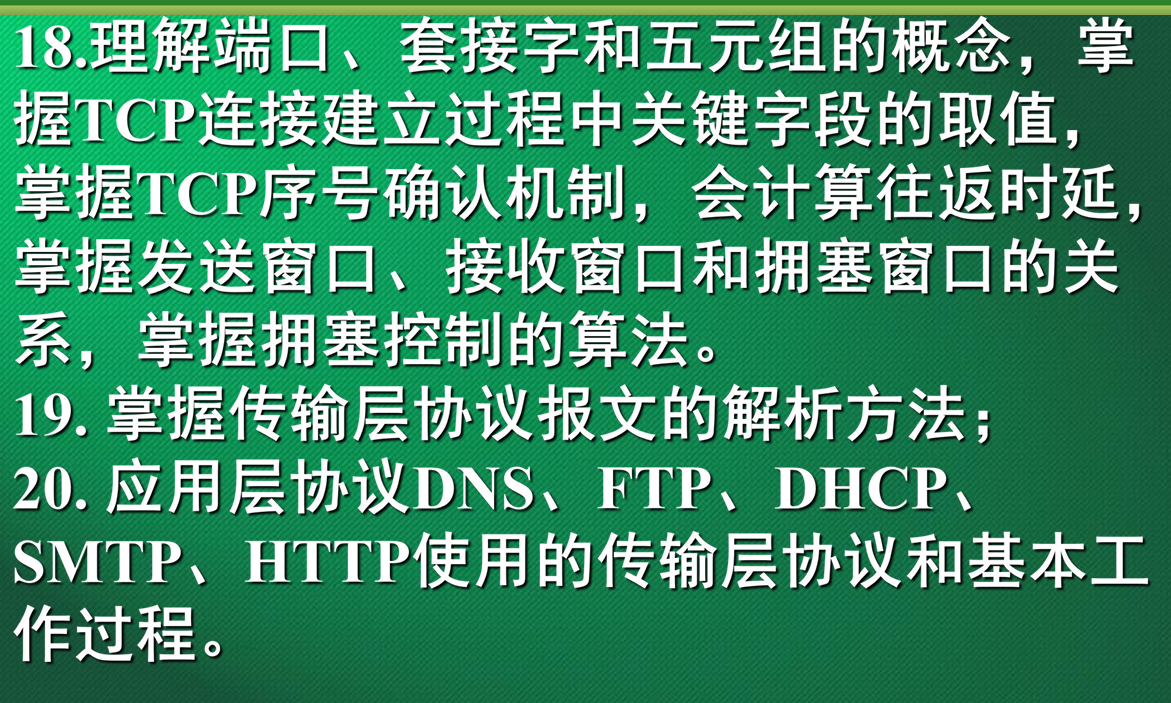 18.理解端口、套接字和五元组的概念，掌
握TCP连接建立过程中关键字段的取值，
掌握TCP序号确认机制，会计算往返时延，
掌握发送窗口、接收窗口和拥塞窗口的关
系，掌握拥塞控制的算法。
19. 掌握传输层协议报文的解析方法；
20. 应用层协议DNS、FTP、DHCP、
SMTP、HTTP使用的传输层协议和基本工
作过程。